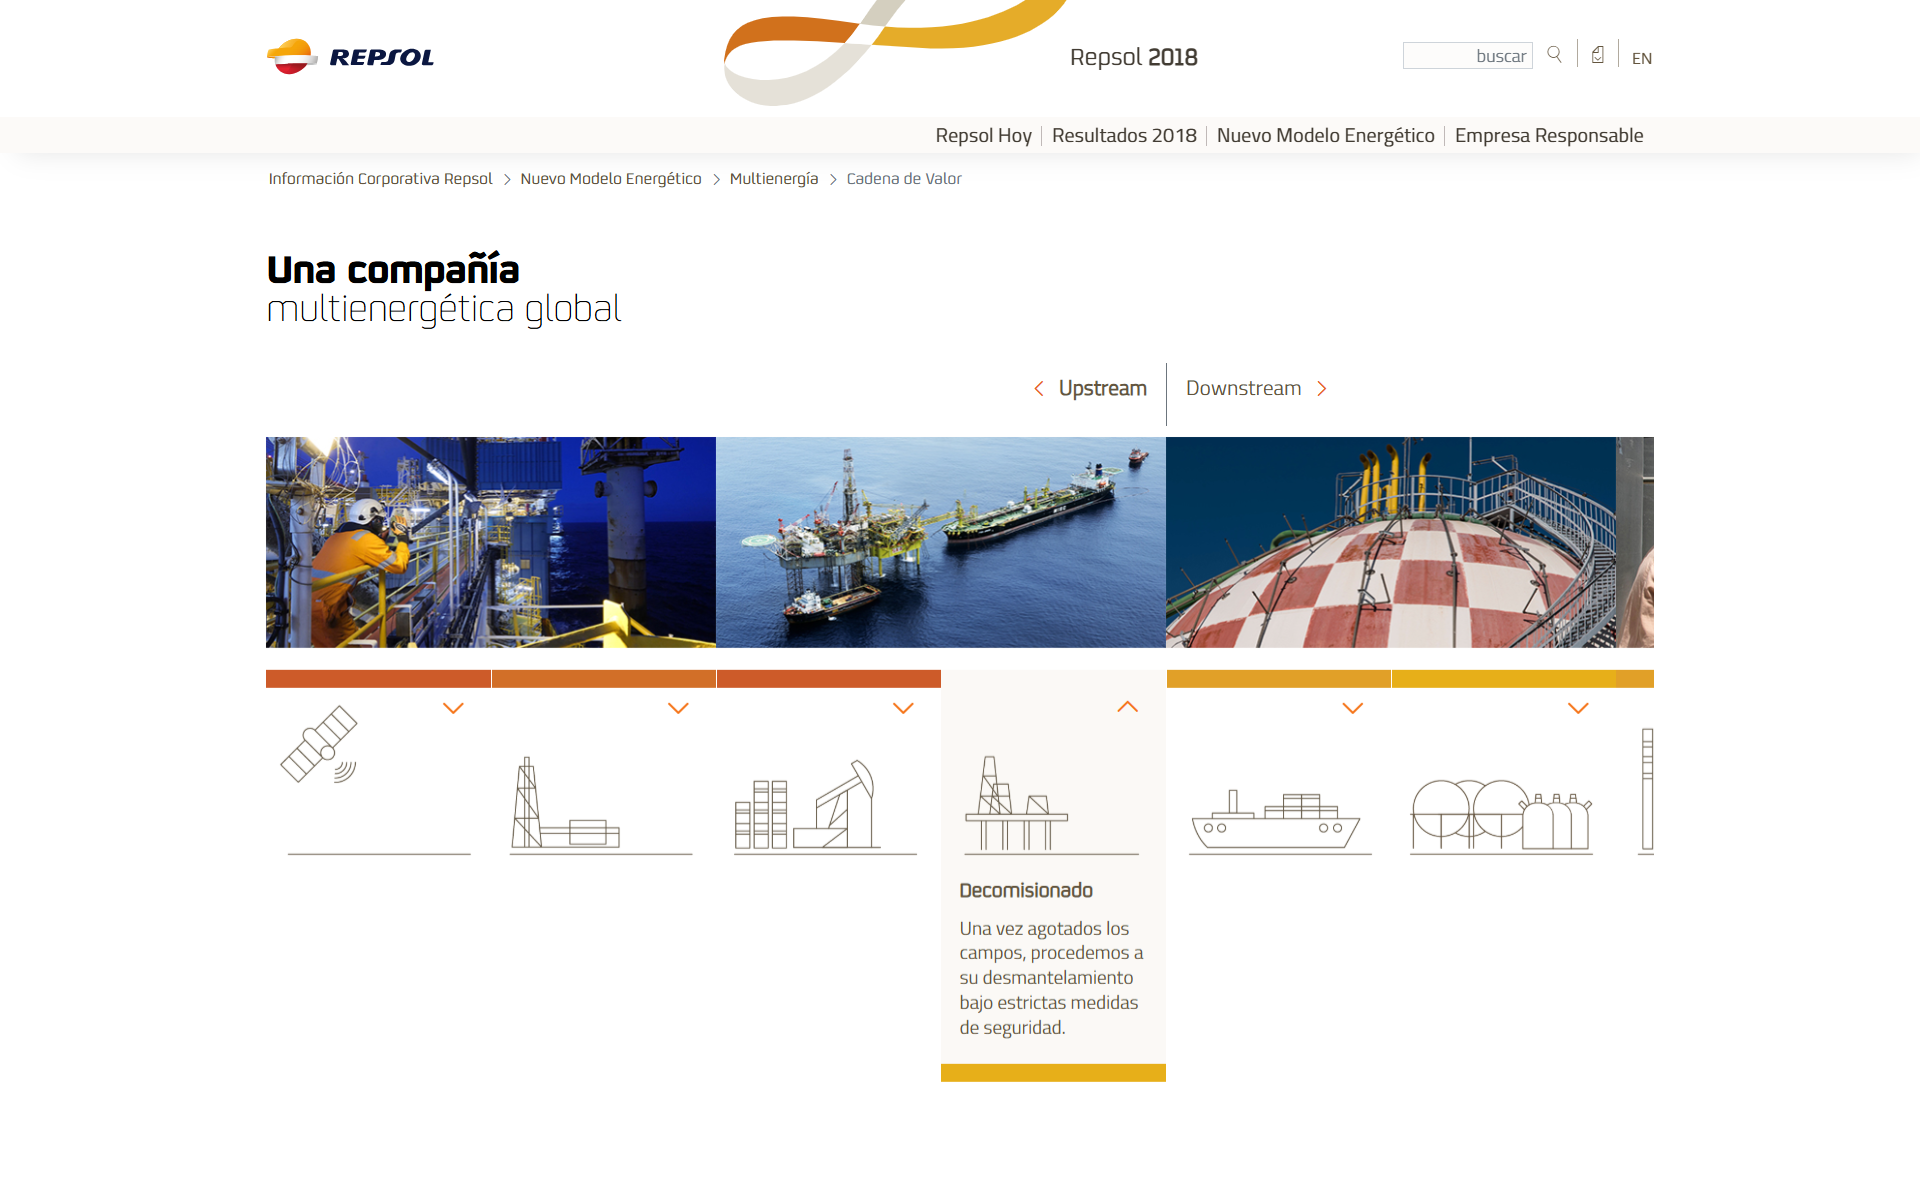 REPSOL
Repsol 2018
buscar
EN
Repsol Hoy
Resultados 2018
Nuevo Modelo Energético
Empresa Responsable
Información Corporativa Repsol > Nuevo Modelo Energético > Multienergía > Cadena de Valor
Una compañía
multienergética global
Upstream
Downstream
Decomisionado
Una vez agotados los
campos, procedemos a
su desmantelamiento
bajo estrictas medidas
de seguridad.